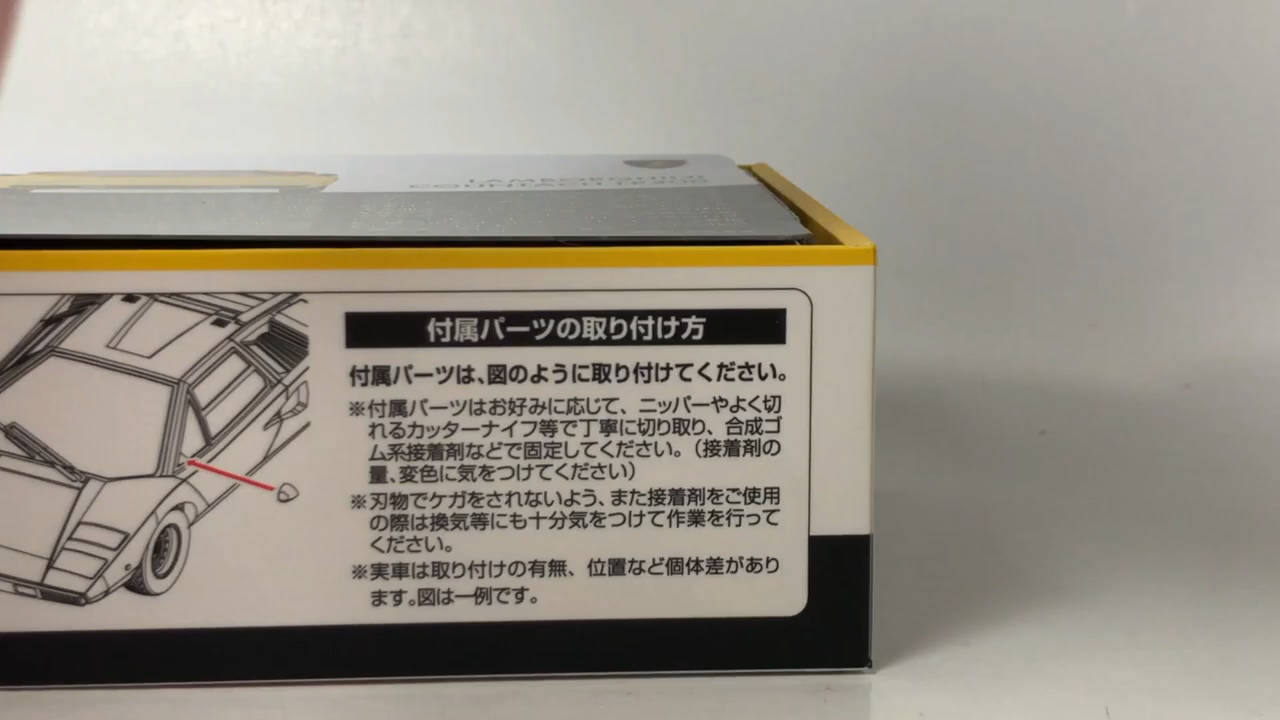 LAMBORGHINI
COUNTACH LP400
付属パーツの取り付け方
付属パーツは、図のように取り付けてください。
※付属パーツはお好みに応じて、ニッパーやよく切
れるカッターナイフ等で丁寧に切り取り、合成ゴ
ム系接着剤などで固定してください。（接着剤の
量、変色に気をつけてください）
※刃物でケガをされないよう、また接着剤をご使用
の際は換気等にも十分気をつけて作業を行って
ください。
※実車は取り付けの有無、位置など個体差があり
ます。図は一例です。